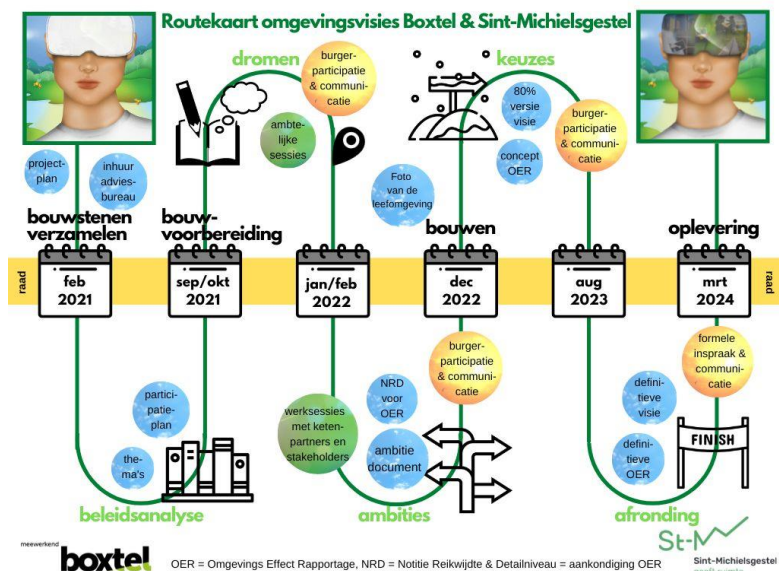 Routekaart omgevingsvisies Boxtel & Sint-Michielsgestel
dromen
burger-
participatie
& communi-
catie
ambte-
lijke
sessies
keuzes
80%
versie
visie
concept
OER
burger-
participatie
& communi-
catie
project-
plan
inhuur
advies-
bureau
Foto
van de
leefomgeving
bouwstenen
verzamelen
bouw-
voorbereiding
bouwen
oplevering
raad
feb
2021
sep/okt
2021
jan/feb
2022
dec
2022
aug
2023
mrt
2024
raad
partici-
patie-
plan
the-
ma's
beleidsanalyse
werksessies
met keten-
partners en
stakeholders
NRD
voor
OER
ambitie
document
burger-
participatie
& communi-
catie
ambities
formele
inspraak &
communi-
catie
defini-
tieve
visie
defini-
tieve
OER
FINISH
afronding
meewerkend
boxtel
OER = Omgevings Effect Rapportage, NRD = Notitie Reikwijdte & Detailniveau = aankondiging OER
St-M
Sint-Michielsgestel